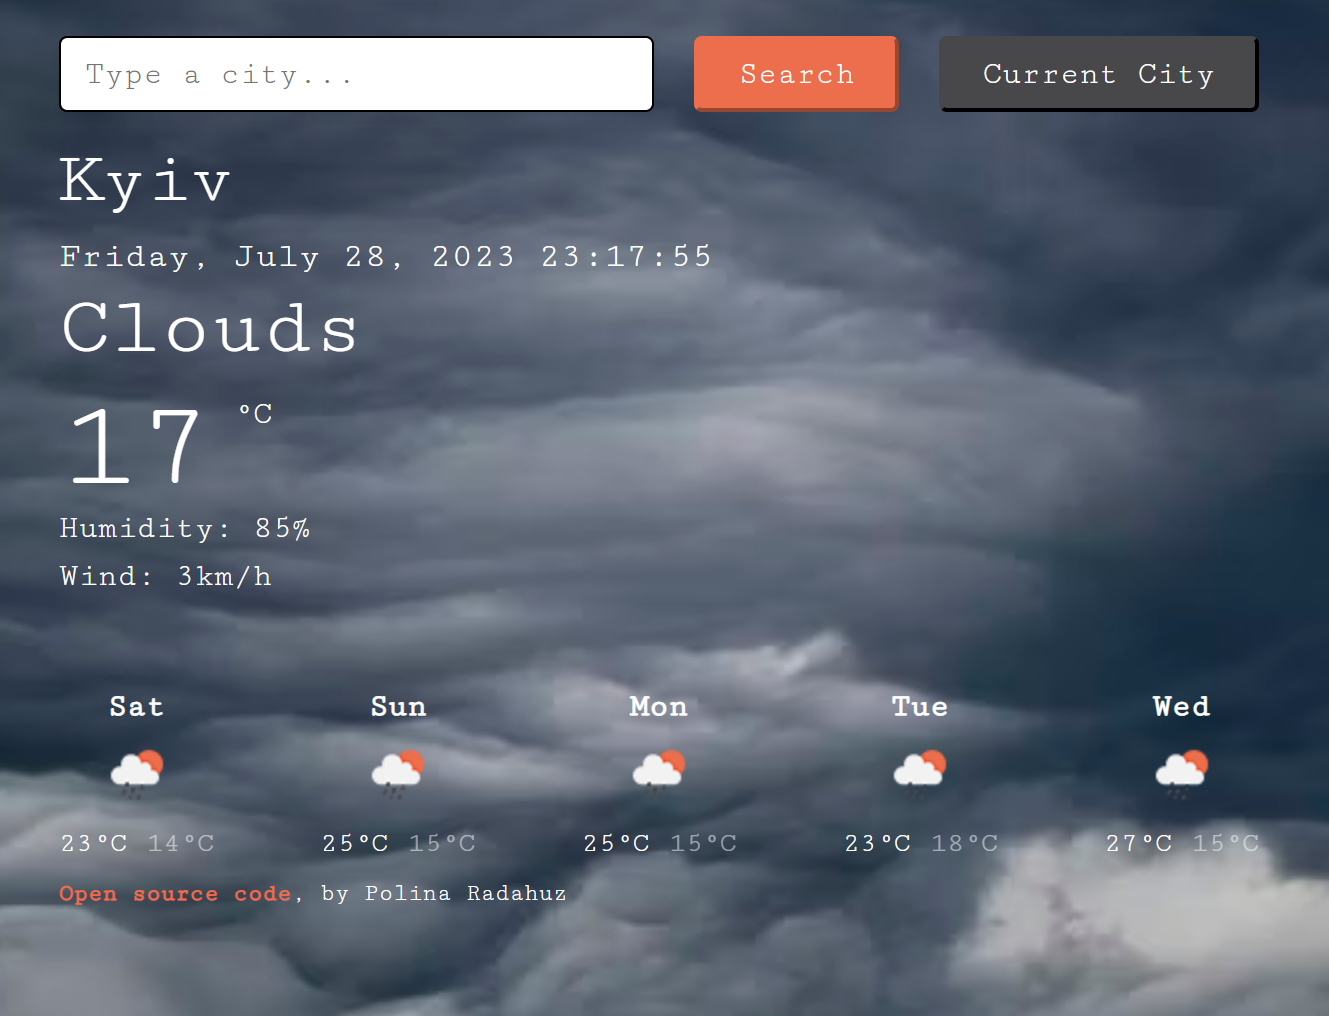 Type a city...
Search
Current City
Kyiv
Friday, July 28, 2023 23:17:55
Clouds
17 °C
Humidity: 85%
Wind: 3km/h
Sat Sun Mon Tue Wed
23°C 14°C 25°C 15°C 25°C 15°C 23°C 18°C 27°C 15°C
Open source code, by Polina Radahuz